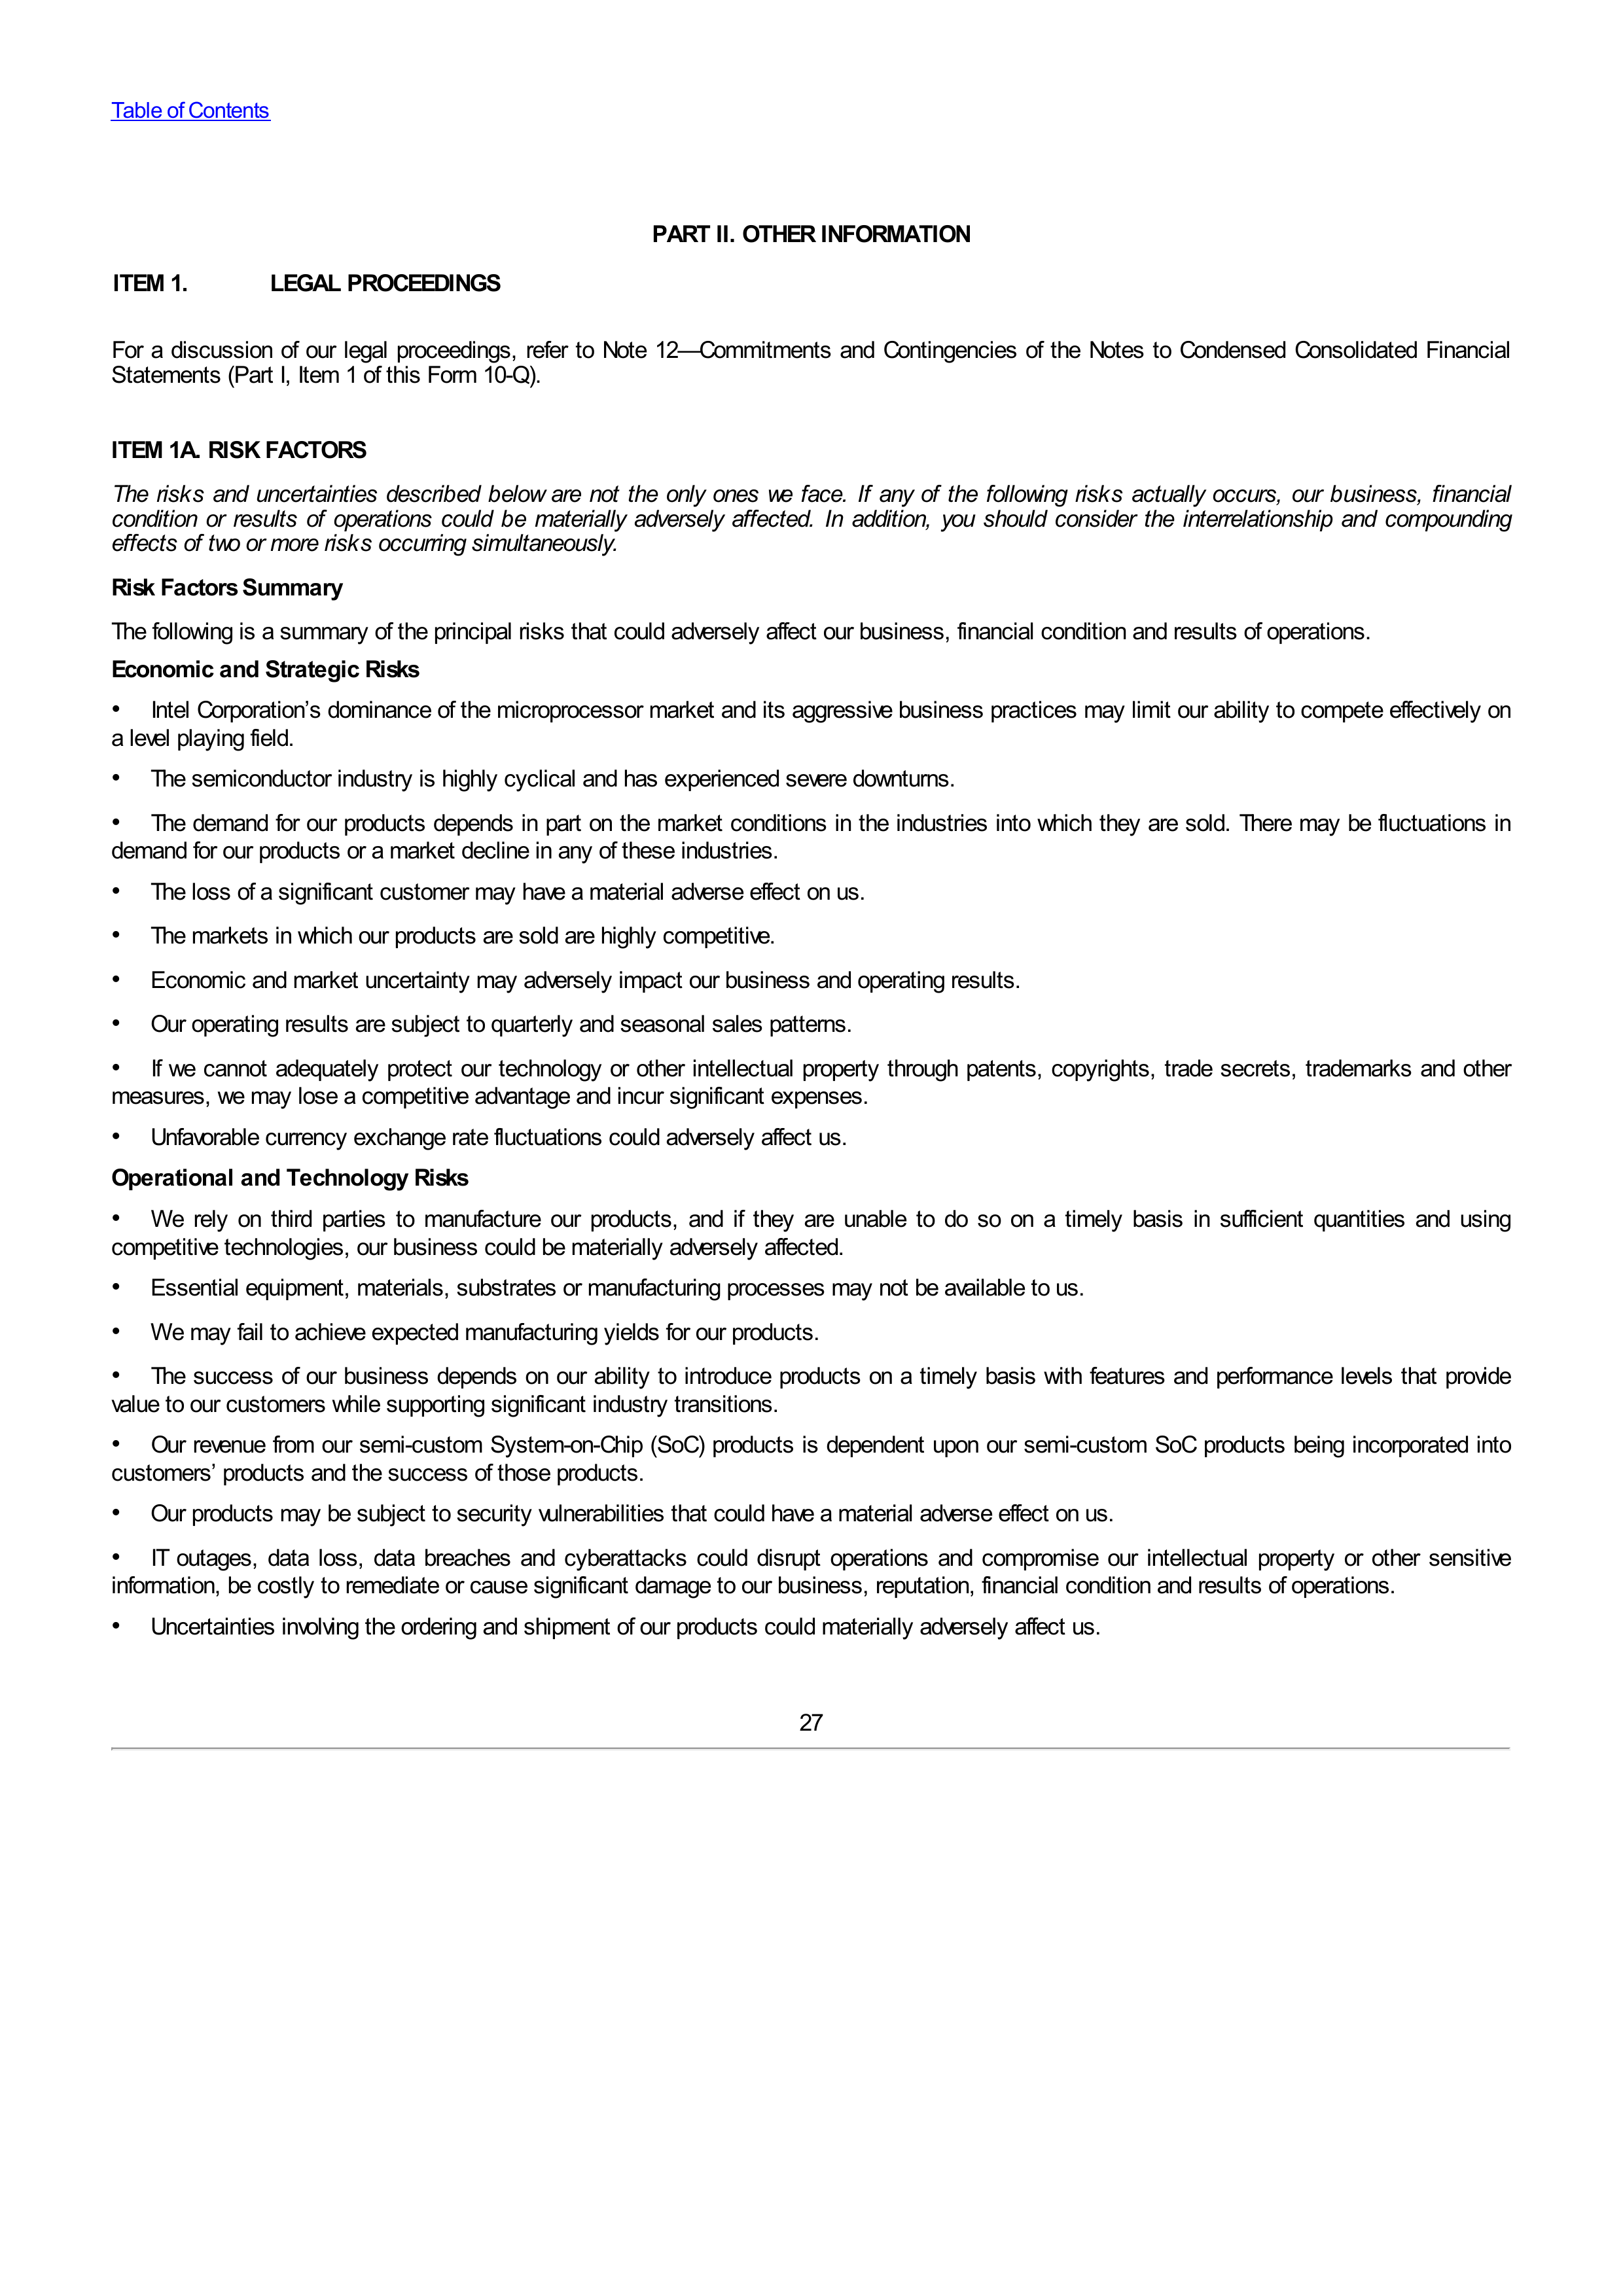 Table of Contents
PART II. OTHER INFORMATION
ITEM 1. LEGAL PROCEEDINGS
For a discussion of our legal proceedings, refer to Note 12—Commitments and Contingencies of the Notes to Condensed Consolidated Financial
Statements (Part I, Item 1 of this Form 10-Q).
ITEM 1A. RISK FACTORS
The risks and uncertainties described below are not the only ones we face. If any of the following risks actually occurs, our business, financial
condition or results of operations could be materially adversely affected. In addition, you should consider the interrelationship and compounding
effects of two or more risks occurring simultaneously.
Risk Factors Summary
The following is a summary of the principal risks that could adversely affect our business, financial condition and results of operations.
Economic and Strategic Risks
• Intel Corporation’s dominance of the microprocessor market and its aggressive business practices may limit our ability to compete effectively on
a level playing field.
• The semiconductor industry is highly cyclical and has experienced severe downturns.
• The demand for our products depends in part on the market conditions in the industries into which they are sold. There may be fluctuations in
demand for our products or a market decline in any of these industries.
• The loss of a significant customer may have a material adverse effect on us.
• The markets in which our products are sold are highly competitive.
• Economic and market uncertainty may adversely impact our business and operating results.
• Our operating results are subject to quarterly and seasonal sales patterns.
• If we cannot adequately protect our technology or other intellectual property through patents, copyrights, trade secrets, trademarks and other
measures, we may lose a competitive advantage and incur significant expenses.
• Unfavorable currency exchange rate fluctuations could adversely affect us.
Operational and Technology Risks
• We rely on third parties to manufacture our products, and if they are unable to do so on a timely basis in sufficient quantities and using
competitive technologies, our business could be materially adversely affected.
• Essential equipment, materials, substrates or manufacturing processes may not be available to us.
• We may fail to achieve expected manufacturing yields for our products.
• The success of our business depends on our ability to introduce products on a timely basis with features and performance levels that provide
value to our customers while supporting significant industry transitions.
• Our revenue from our semi-custom System-on-Chip (SoC) products is dependent upon our semi-custom SoC products being incorporated into
customers’ products and the success of those products.
• Our products may be subject to security vulnerabilities that could have a material adverse effect on us.
• IT outages, data loss, data breaches and cyberattacks could disrupt operations and compromise our intellectual property or other sensitive
information, be costly to remediate or cause significant damage to our business, reputation, financial condition and results of operations.
• Uncertainties involving the ordering and shipment of our products could materially adversely affect us.
27